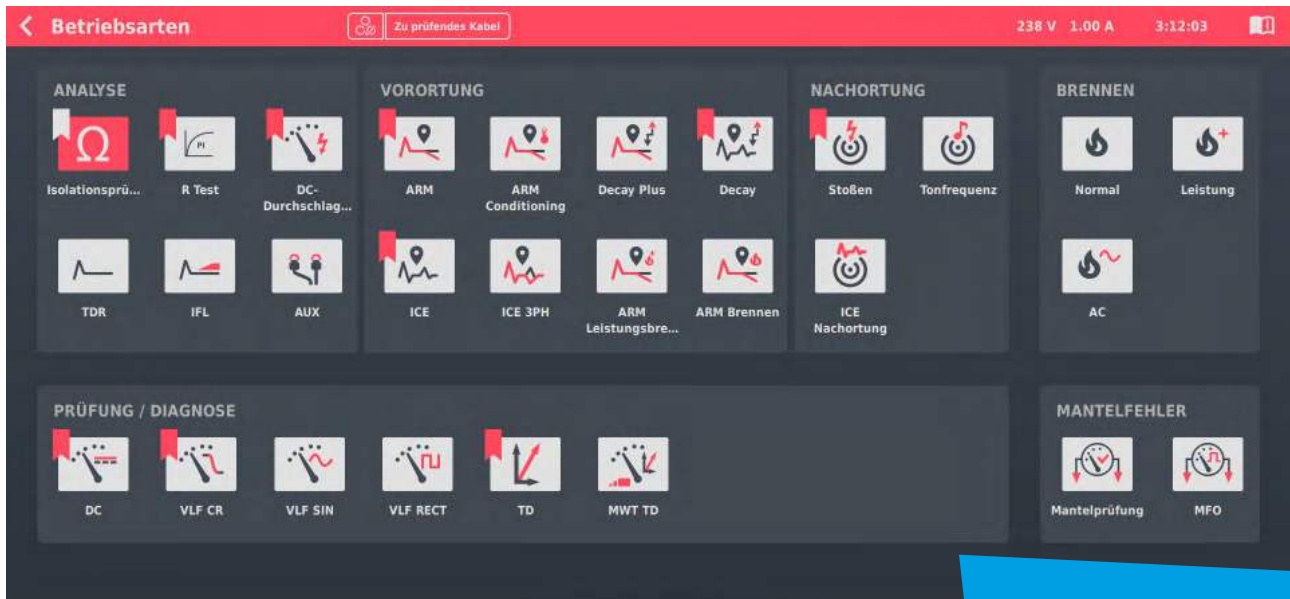 Betriebsarten
Zu prüfendes Kabel
238 V 1.00 A 3:12:03
ANALYSE
Ω
Isolationsprü...
PI
R Test
DC-
Durchschlag...
TDR
IFL
AUX
VORORTUNG
ARM
ARM
Conditioning
Decay Plus
Decay
ICE
ICE 3PH
ARM
Leistungsbre...
ARM Brennen
NACHORTUNG
Stoßen
Tonfrequenz
ICE
Nachortung
BRENNEN
Normal
Leistung
AC
PRÜFUNG / DIAGNOSE
DC
VLF CR
VLF SIN
VLF RECT
TD
MWT TD
MANTELFEHLER
Mantelprüfung
MFO